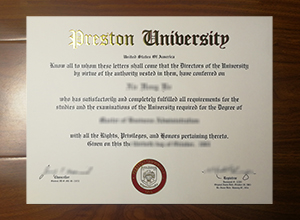 Preston University
United States Of America
Know all to whom these letters shall come that the Directors of the University
by virtue of the authority vested in them, have conferred on
who has satisfactorily and completely fulfilled all requirements for the
studies and the examinations of the University required for the Degree of
Master of Business Administration
with all the Rights, Privileges, and Honors pertaining thereto.
Given on this the
Chancellor
Registrar